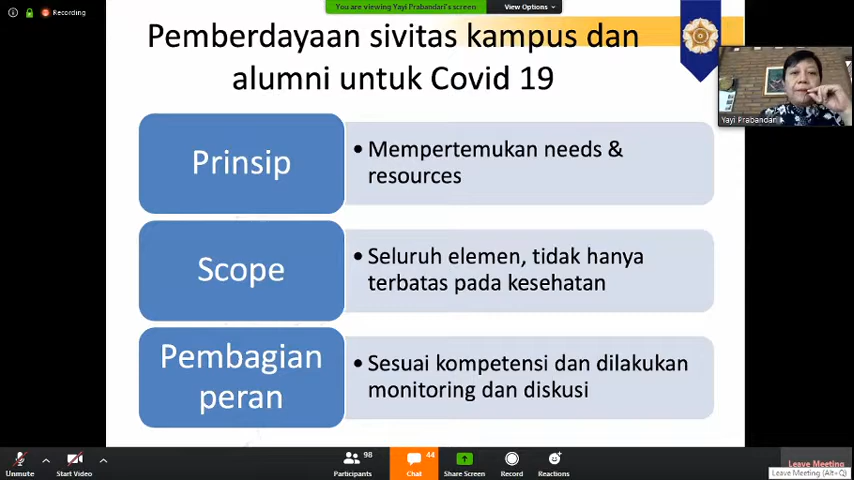 Recording
You are viewing Yayi Prabandari's screen
View Options
Pemberdayaan sivitas kampus dan
alumni untuk Covid 19
Yayi Prabandari
Prinsip
• Mempertemukan needs &
resources
Scope
• Seluruh elemen, tidak hanya
terbatas pada kesehatan
Pembagian
peran
• Sesuai kompetensi dan dilakukan
monitoring dan diskusi
Unmute
Start Video
98
Participants
44
Chat
Share Screen
Record
Reactions
Leave Meeting
Leave Meeting (Alt+Q)